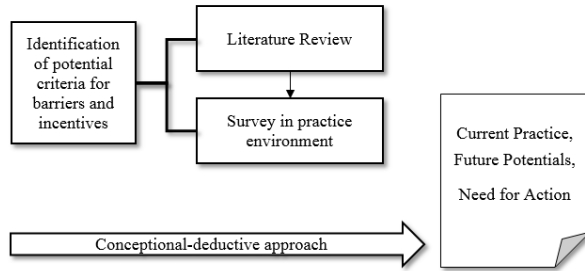 Identification
of potential
criteria for
barriers and
incentives
Literature Review
Survey in practice
environment
Current Practice,
Future Potentials,
Need for Action
Conceptional-deductive approach